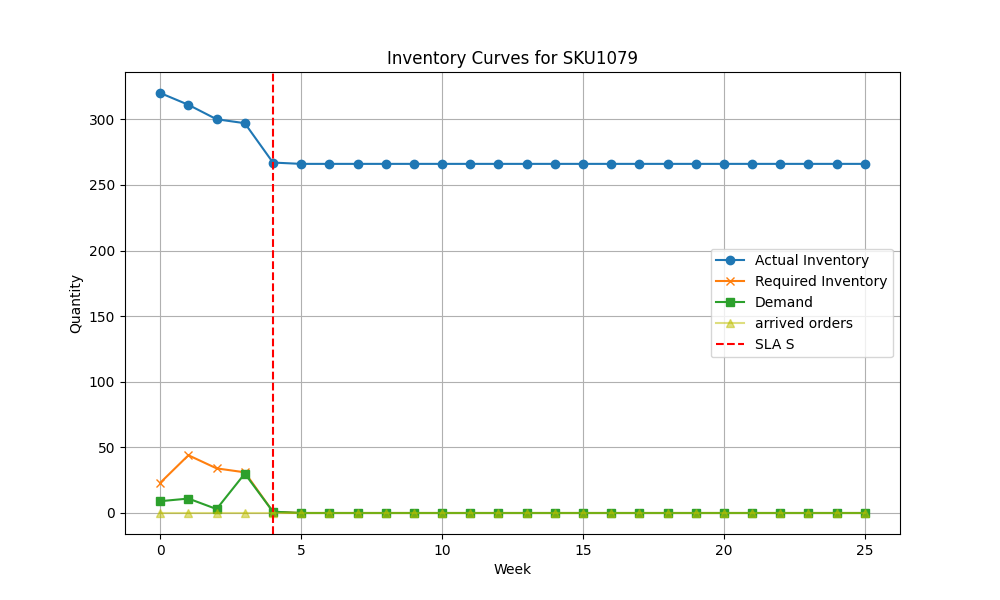 Inventory Curves for SKU1079
Quantity
300
250
200
150
100
50
0
Actual Inventory
Required Inventory
Demand
arrived orders
SLA S
0 5 10 15 20 25
Week